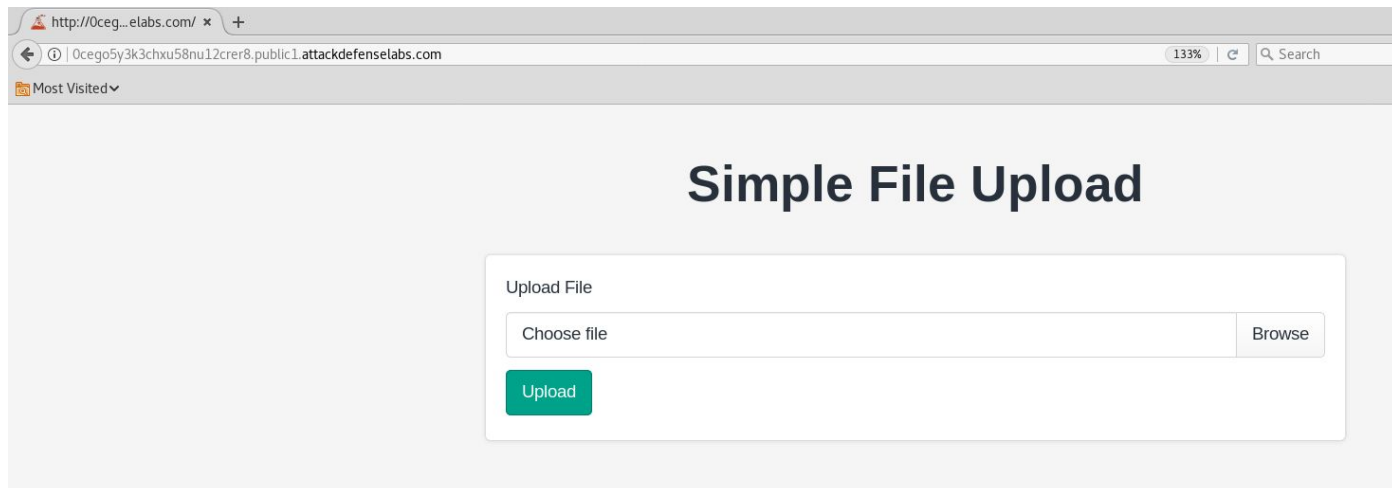 http://0ceg...elabs.com/ × +
0cego5y3k3chxu58nu12crer8.public1.attackdefenselabs.com 133% Search
Most Visited
Simple File Upload
Upload File
Choose file Browse
Upload